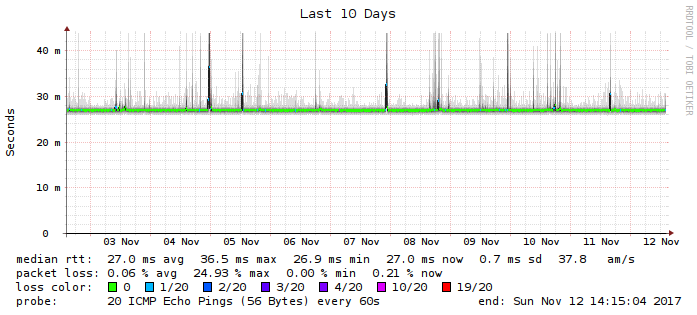 Last 10 Days
RRDTOOL / TOBI OETIKER
Seconds
40 m
30 m
20 m
10 m
0
03 Nov 04 Nov 05 Nov 06 Nov 07 Nov 08 Nov 09 Nov 10 Nov 11 Nov 12 Nov
median rtt: 27.0 ms avg 36.5 ms max 26.9 ms min 27.0 ms now 0.7 ms sd 37.8 am/s
packet loss: 0.06 % avg 24.93 % max 0.00 % min 0.21 % now
loss color: 0 1/20 2/20 3/20 4/20 10/20 19/20
probe: 20 ICMP Echo Pings (56 Bytes) every 60s end: Sun Nov 12 14:15:04 2017